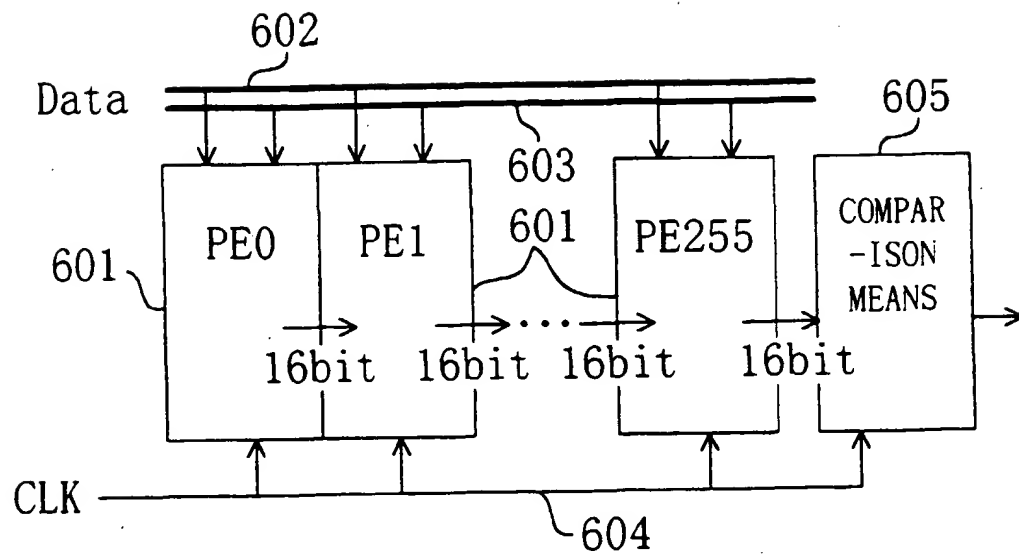 602
Data
603
605
601
PE0
PE1
601
PE255
COMPAR
-ISON
MEANS
16bit
16bit
16bit
16bit
CLK
604